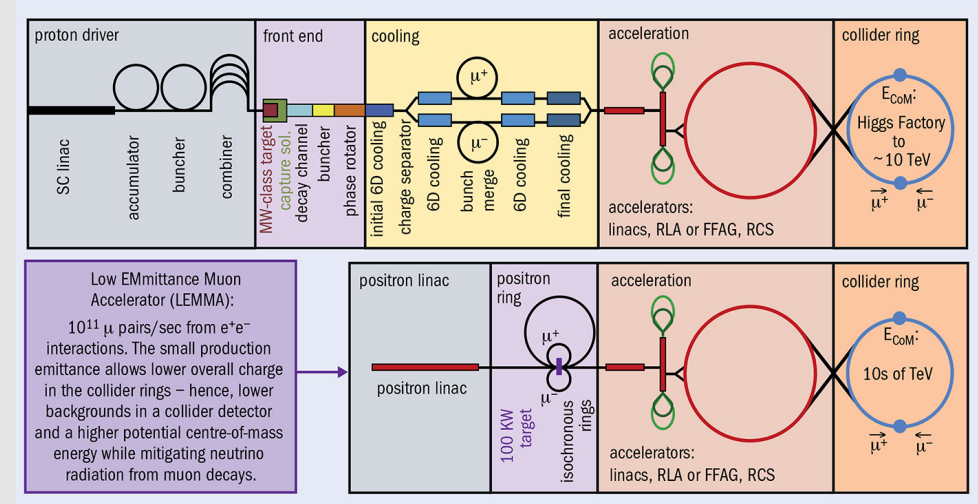 proton driver
SC linac
accumulator
buncher
combiner
front end
MW-class target
capture sol.
decay channel
buncher
phase rotator
cooling
initial 6D cooling
charge separator
6D cooling
μ+
μ−
bunch
merge
6D cooling
final cooling
acceleration
accelerators:
linacs, RLA or FFAG, RCS
collider ring
ECoM:
Higgs Factory
to
~10 TeV
μ+ μ−
Low EMmittance Muon
Accelerator (LEMMA):
10¹¹ μ pairs/sec from e⁺e⁻
interactions. The small production
emittance allows lower overall charge
in the collider rings – hence, lower
backgrounds in a collider detector
and a higher potential centre-of-mass
energy while mitigating neutrino
radiation from muon decays.
positron linac
positron linac
positron
ring
μ+
μ−
100 KW
target
isochronous
rings
acceleration
accelerators:
linacs, RLA or FFAG, RCS
collider ring
ECoM:
10s of TeV
μ+ μ−